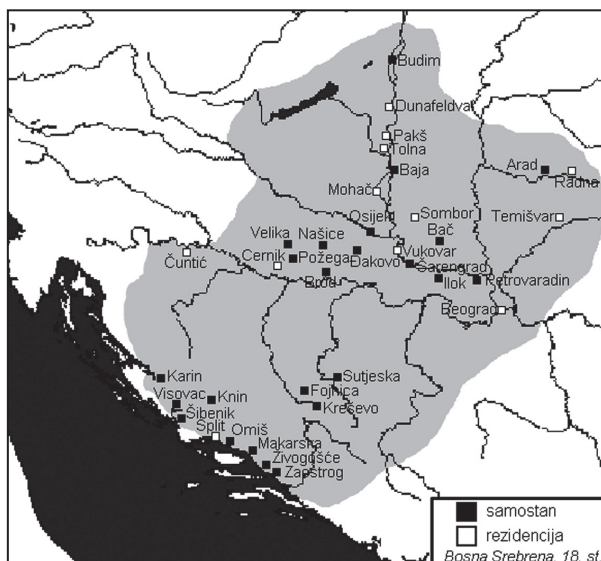 Budim
Dunafeldva
Pakš
Tolna
Baja
Arad
Radna
Mohač
Osijek
Sombor
Temišvar
Bač
Velika
Našice
Vukovar
Čuntić
Cernik
Požega
Đakovo
Šarengrad
Brod
Ilok
Petrovaradin
Beograd
Karin
Sutjeska
Visovac
Knin
Fojnica
Šibenik
Kreševo
Split
Omiš
Makarska
Živogošće
Zaostrog
samostan
rezidencija
Bosna Srebrena, 18. st.